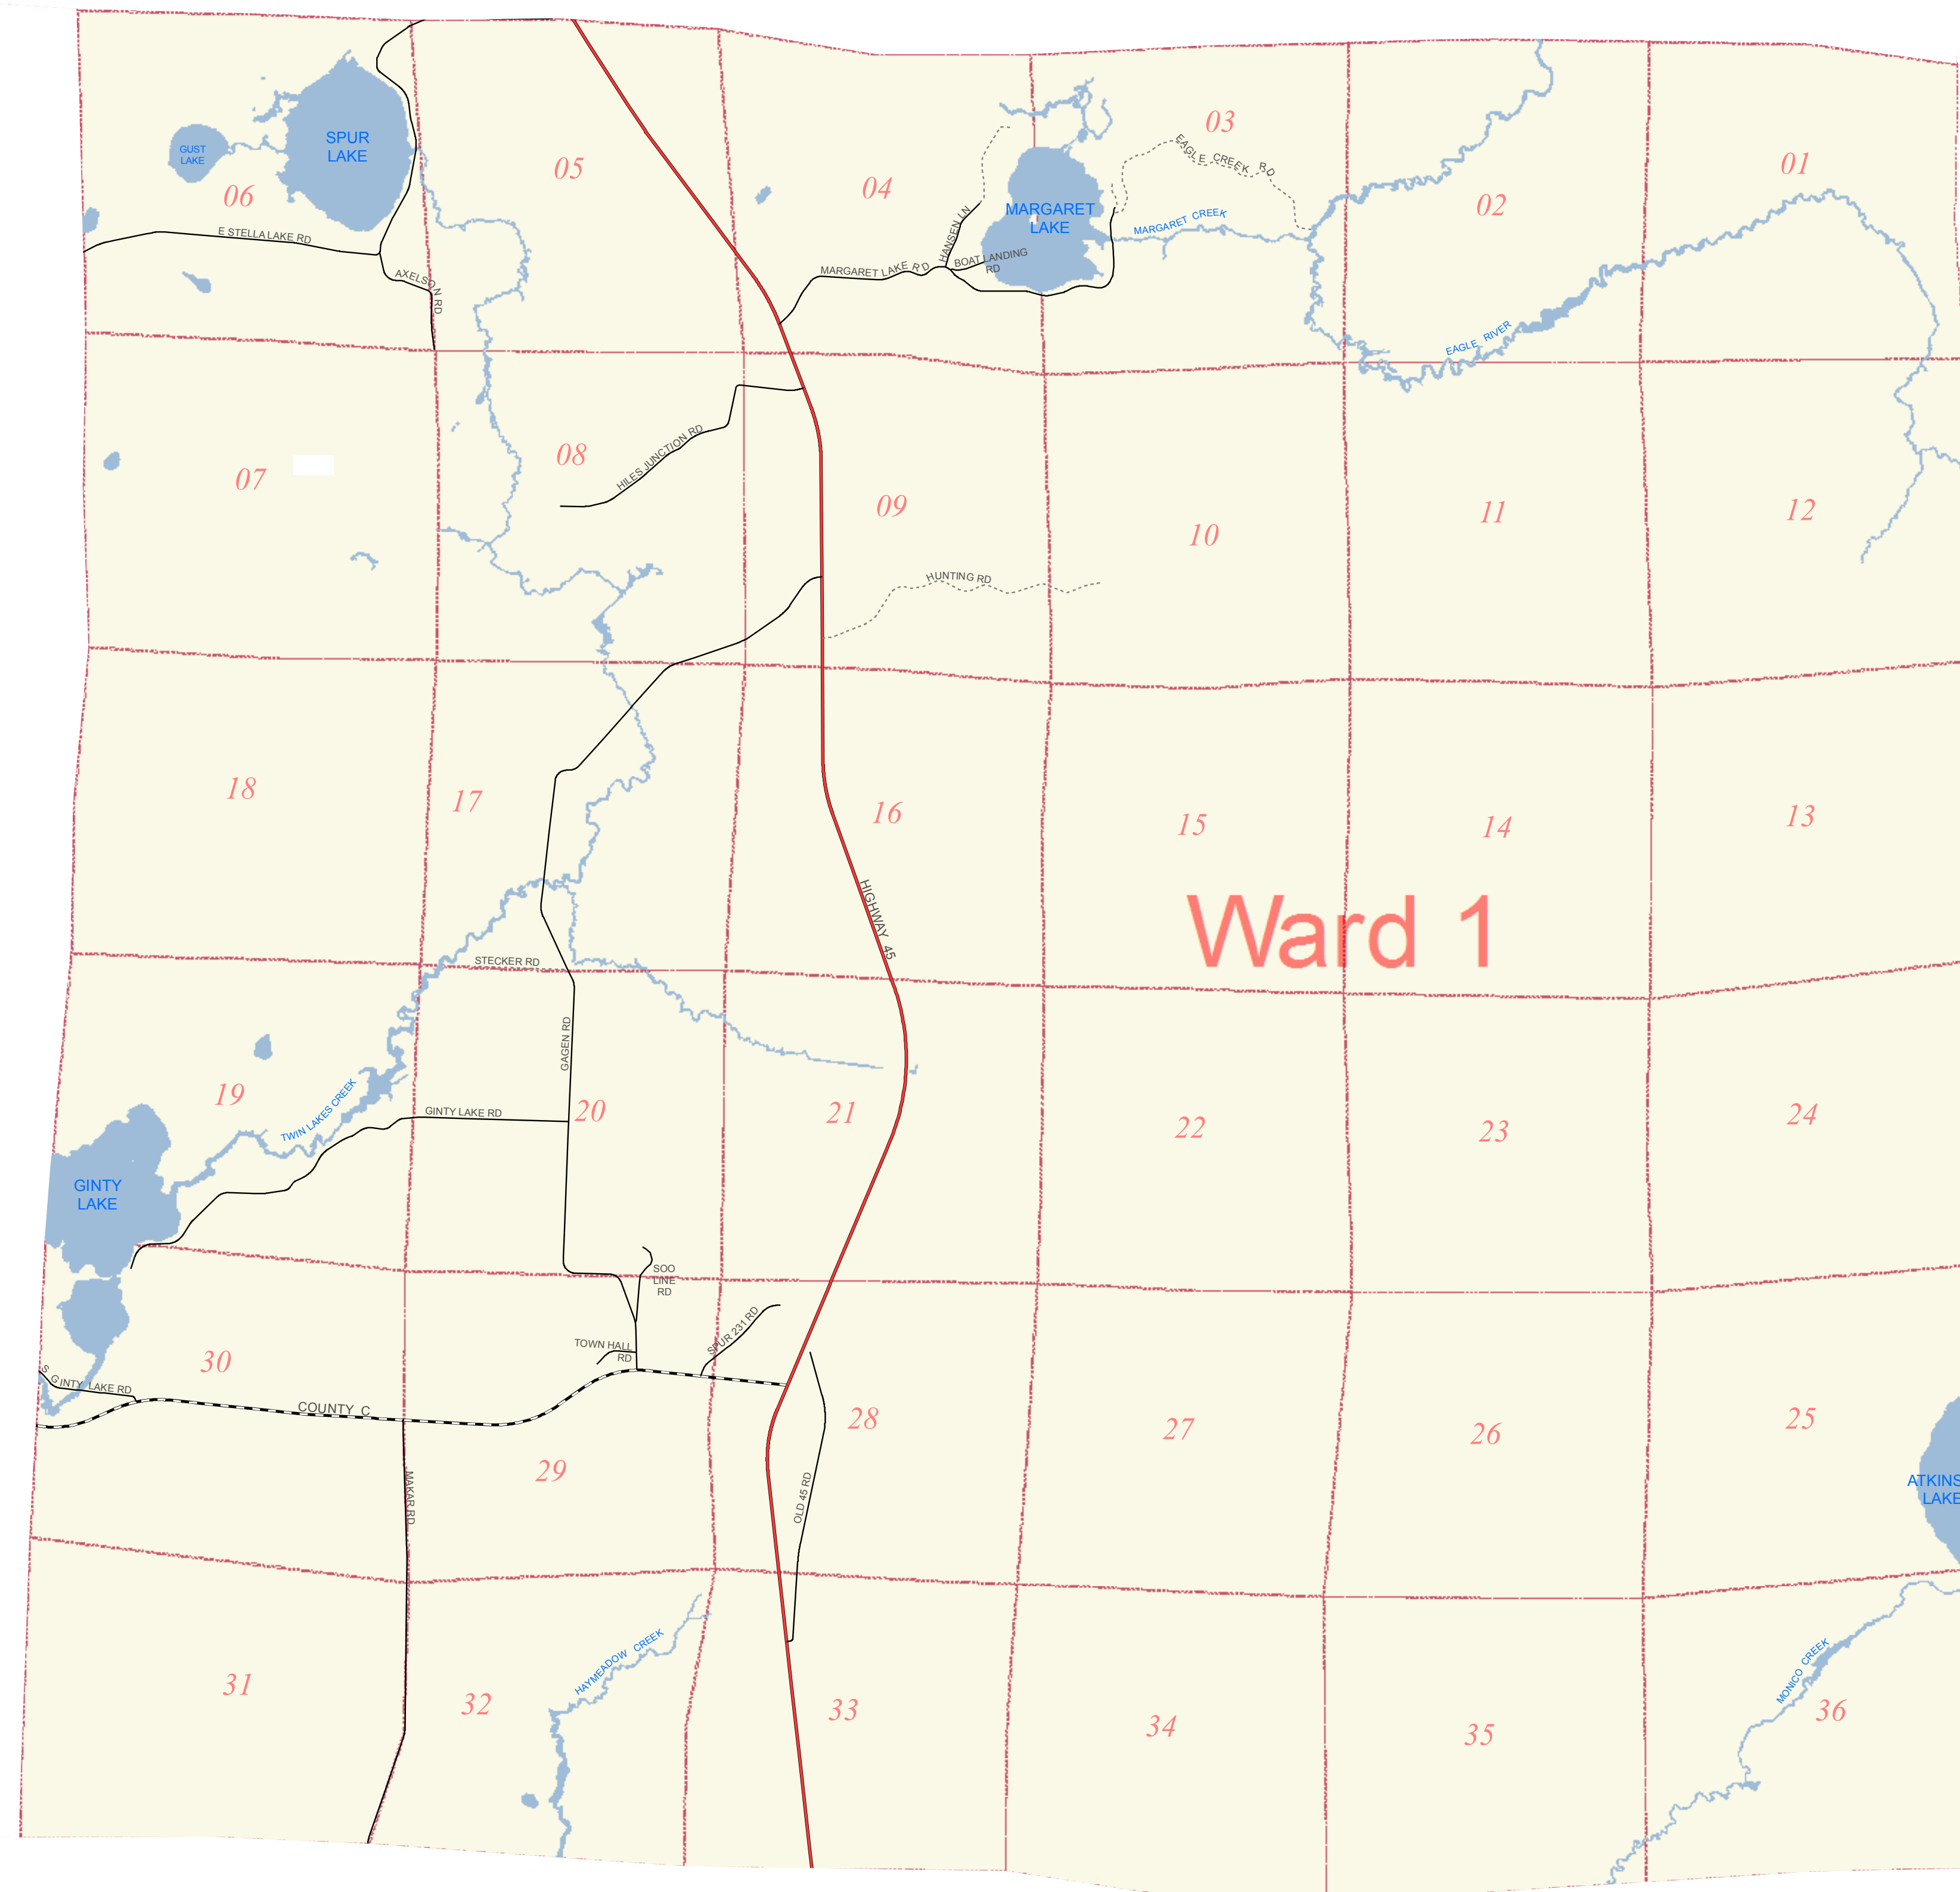 03
SPUR
LAKE
GUST
LAKE
05
04
01
06
EAGLE CREEK RD
02
MARGARET
LAKE
MARGARET CREEK
HANSEN LN
E STELLA LAKE RD
BOAT LANDING
RD
MARGARET LAKE RD
AXELSON RD
EAGLE RIVER
HILES JUNCTION RD
08
07
09
10
11
12
HUNTING RD
18
17
16
15
14
13
HIGHWAY 45
Ward 1
STECKER RD
GAGEN RD
19
TWIN LAKES CREEK
GINTY LAKE RD
20
21
22
23
24
GINTY
LAKE
SOO
LINE
RD
SPUR 231 RD
TOWN HALL
RD
30
S GINTY LAKE RD
COUNTY C
28
27
26
25
29
MAKAR RD
OLD 45 RD
ATKINS
LAKE
HAYMEADOW CREEK
MONICO CREEK
31
32
33
34
35
36